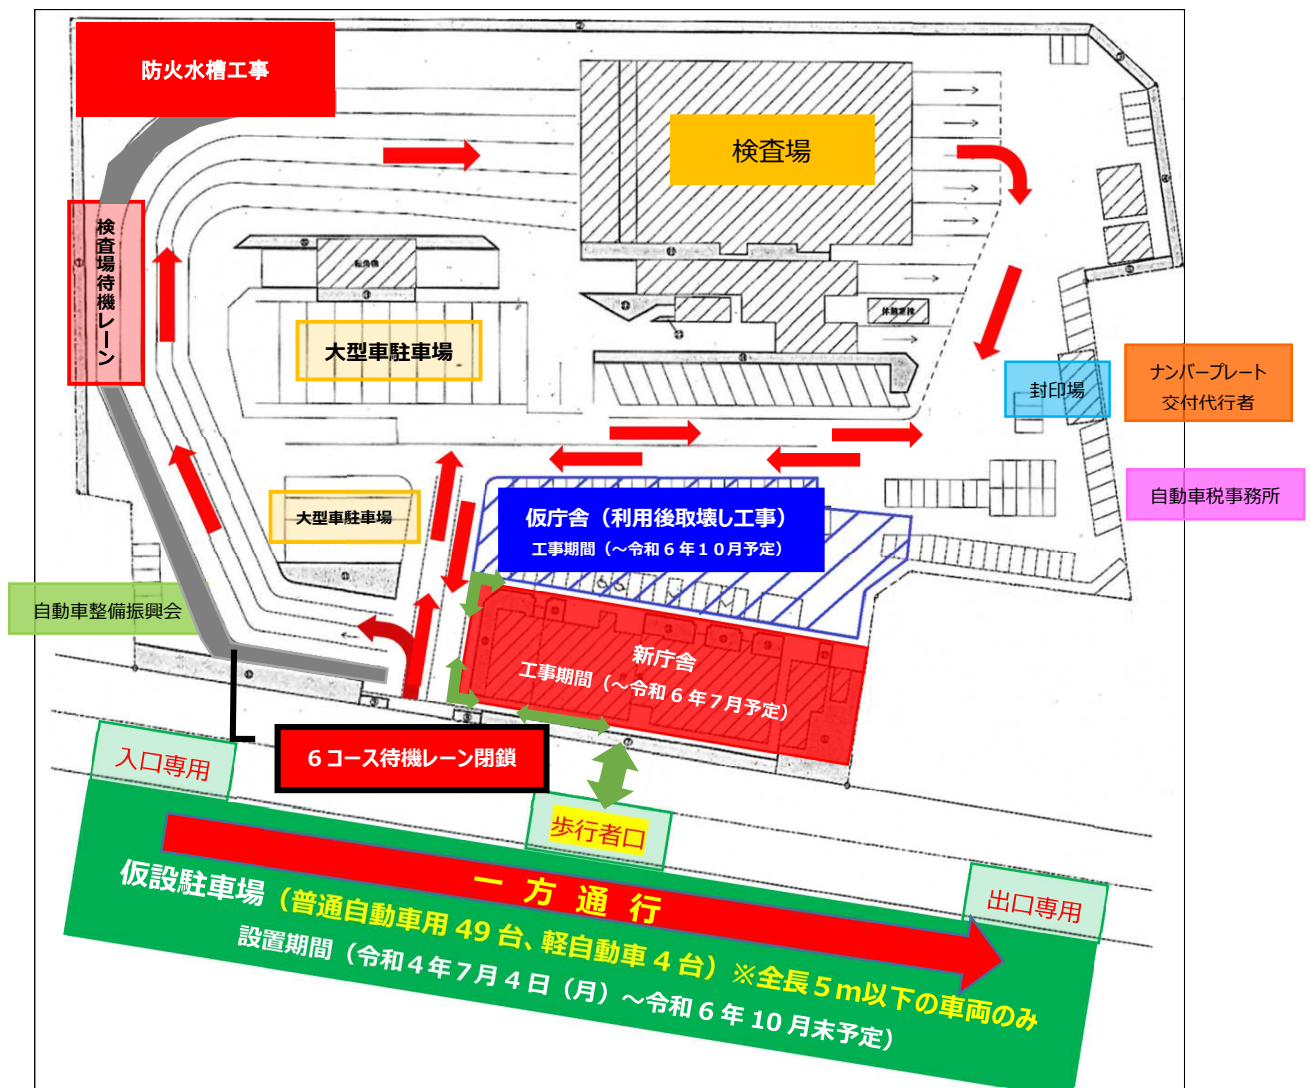 防火水槽工事
検査場
検査場待機レーン
大型車駐車場
封印場
ナンバープレート
交付代行者
自動車税事務所
大型車駐車場
仮庁舎（利用後取壊し工事）
工事期間（～令和６年１０月予定）
自動車整備振興会
新庁舎
工事期間（～令和６年７月予定）
６コース待機レーン閉鎖
入口専用
歩行者口
出口専用
一方通行
仮設駐車場（普通自動車用 49 台、軽自動車 4 台）※全長５ｍ以下の車両のみ
設置期間（令和４年７月４日（月）～令和６年 10 月末予定）